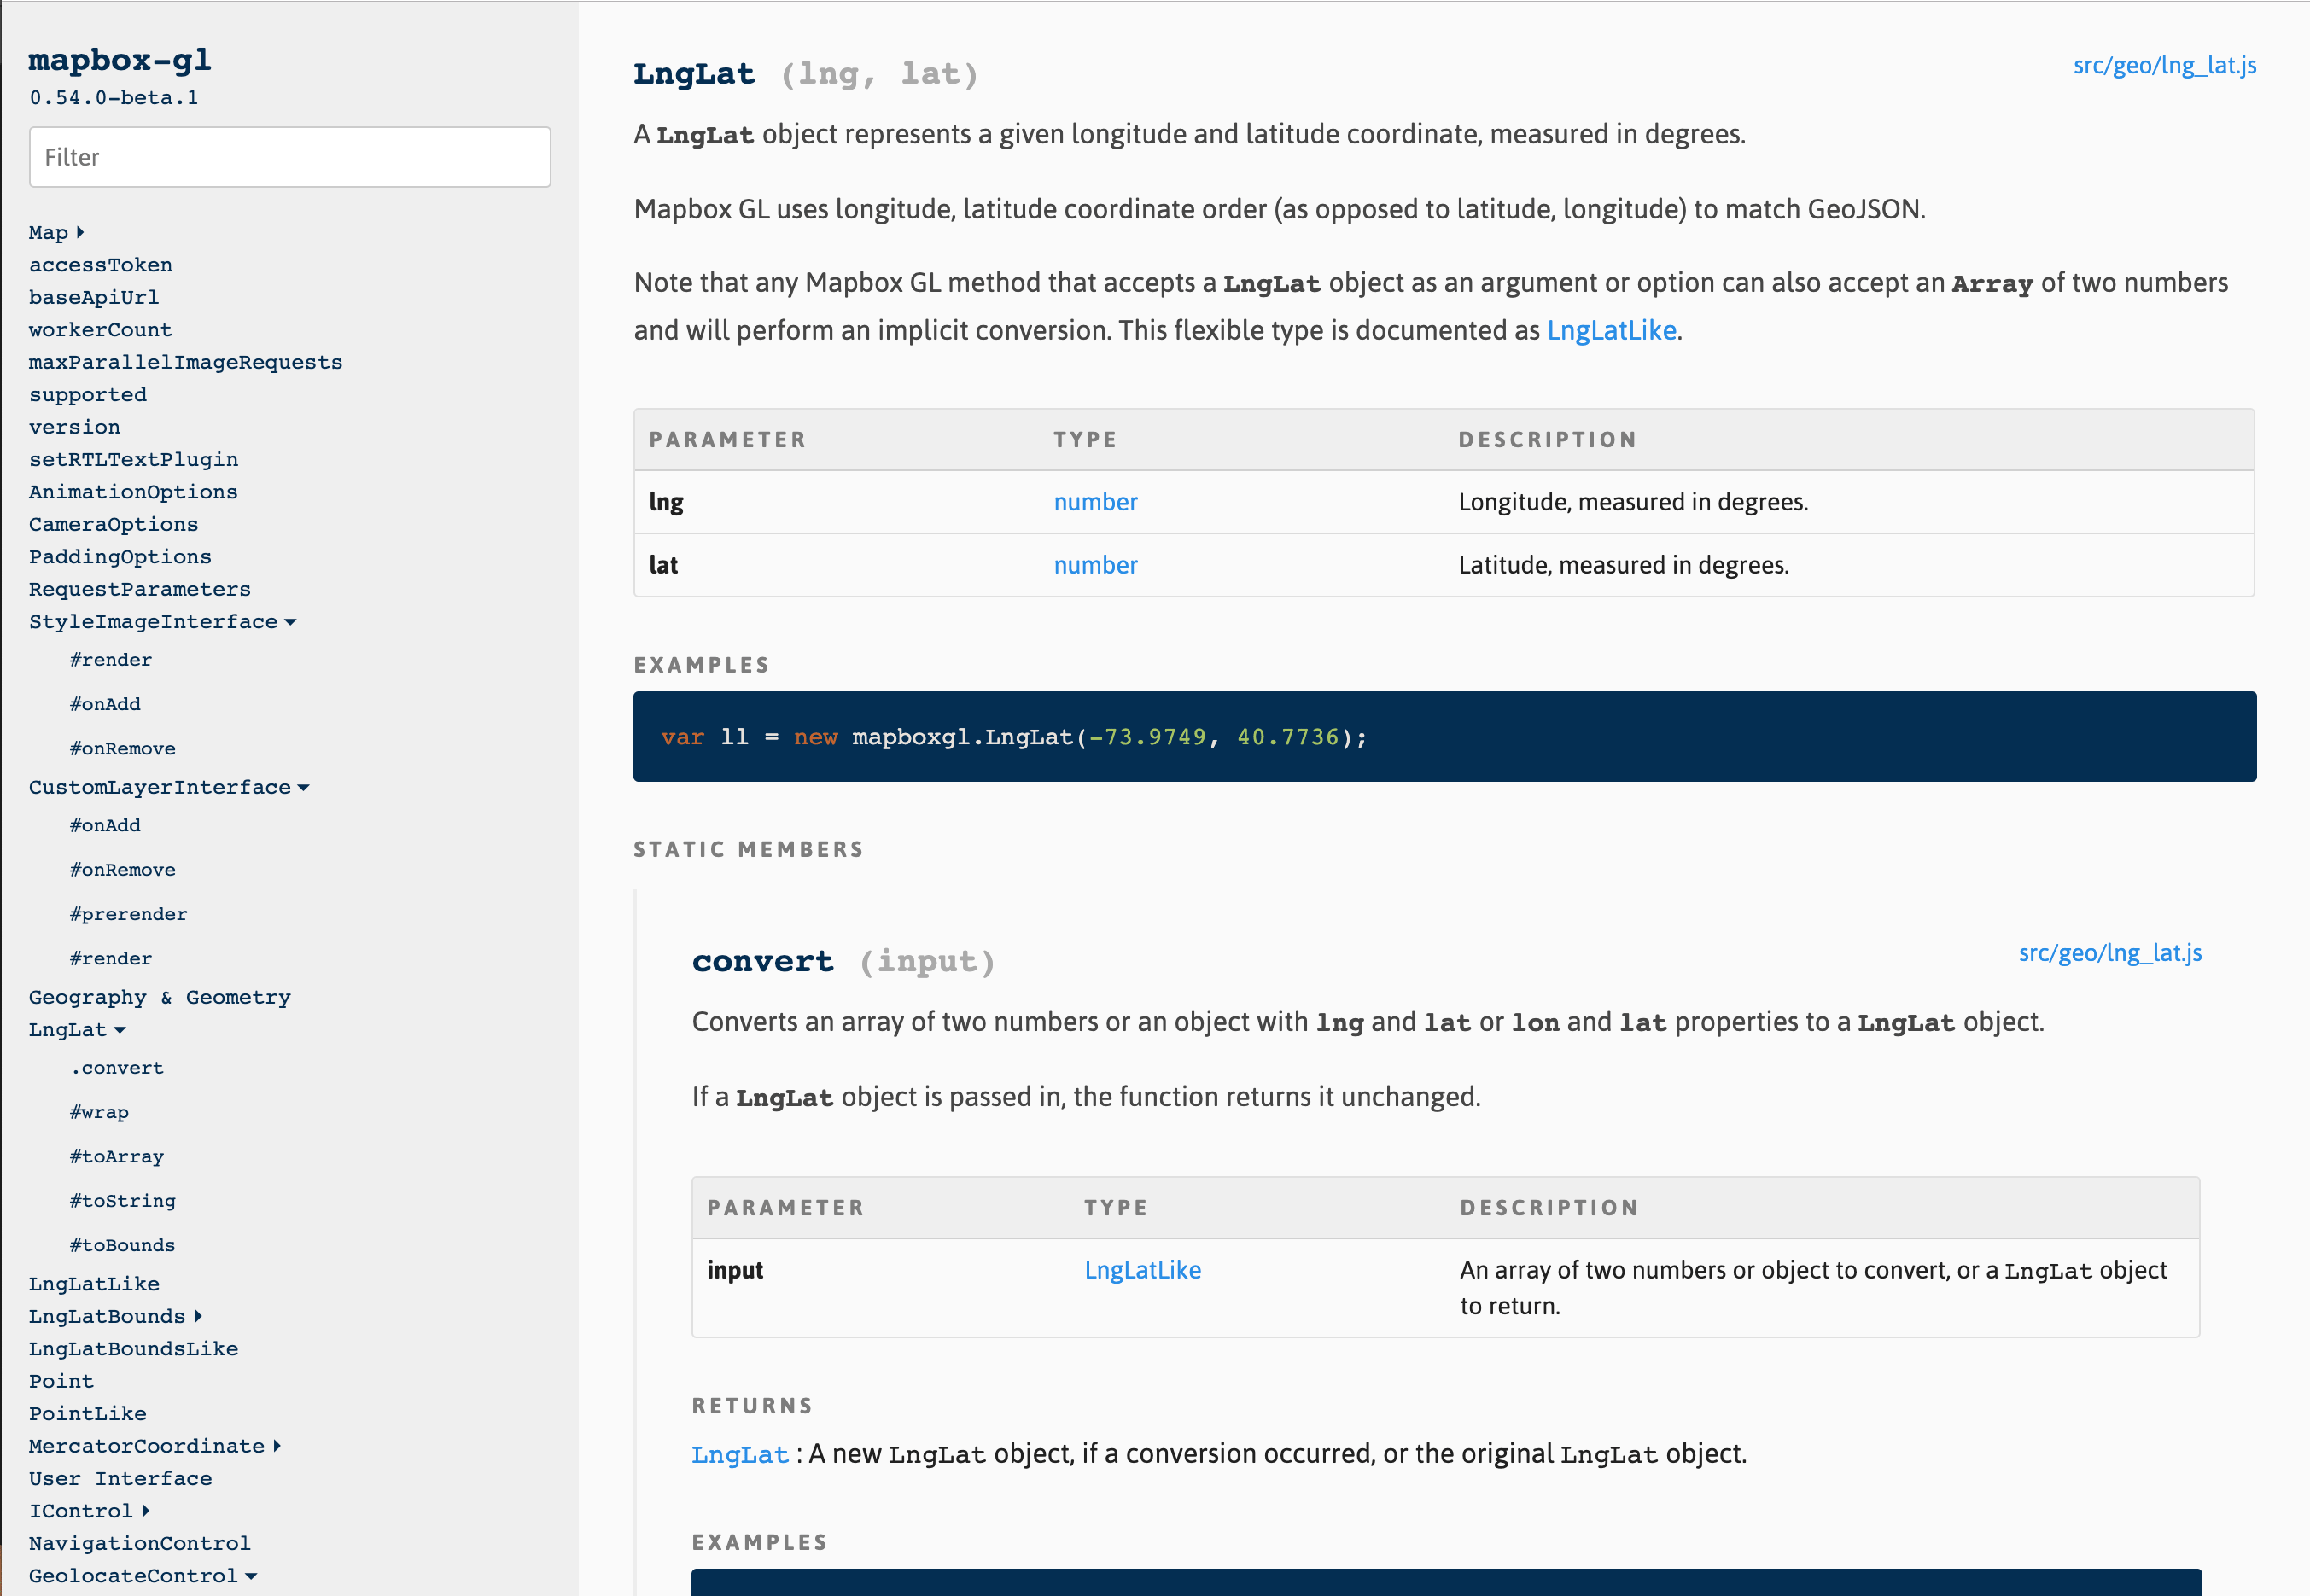 mapbox-gl
0.54.0-beta.1
Filter
Map
accessToken
baseApiUrl
workerCount
maxParallelImageRequests
supported
version
setRTLTextPlugin
AnimationOptions
CameraOptions
PaddingOptions
RequestParameters
StyleImageInterface
#render
#onAdd
#onRemove
CustomLayerInterface
#onAdd
#onRemove
#prerender
#render
Geography & Geometry
LngLat
.convert
#wrap
#toArray
#toString
#toBounds
LngLatLike
LngLatBounds
LngLatBoundsLike
Point
PointLike
MercatorCoordinate
User Interface
IControl
NavigationControl
GeolocateControl
LngLat (lng, lat)
src/geo/lng_lat.js
A LngLat object represents a given longitude and latitude coordinate, measured in degrees.
Mapbox GL uses longitude, latitude coordinate order (as opposed to latitude, longitude) to match GeoJSON.
Note that any Mapbox GL method that accepts a LngLat object as an argument or option can also accept an Array of two numbers
and will perform an implicit conversion. This flexible type is documented as LngLatLike.
PARAMETER TYPE DESCRIPTION
lng number Longitude, measured in degrees.
lat number Latitude, measured in degrees.
EXAMPLES
var ll = new mapboxgl.LngLat(-73.9749, 40.7736);
STATIC MEMBERS
convert (input)
src/geo/lng_lat.js
Converts an array of two numbers or an object with lng and lat or lon and lat properties to a LngLat object.
If a LngLat object is passed in, the function returns it unchanged.
PARAMETER TYPE DESCRIPTION
input LngLatLike An array of two numbers or object to convert, or a LngLat object
to return.
RETURNS
LngLat : A new LngLat object, if a conversion occurred, or the original LngLat object.
EXAMPLES